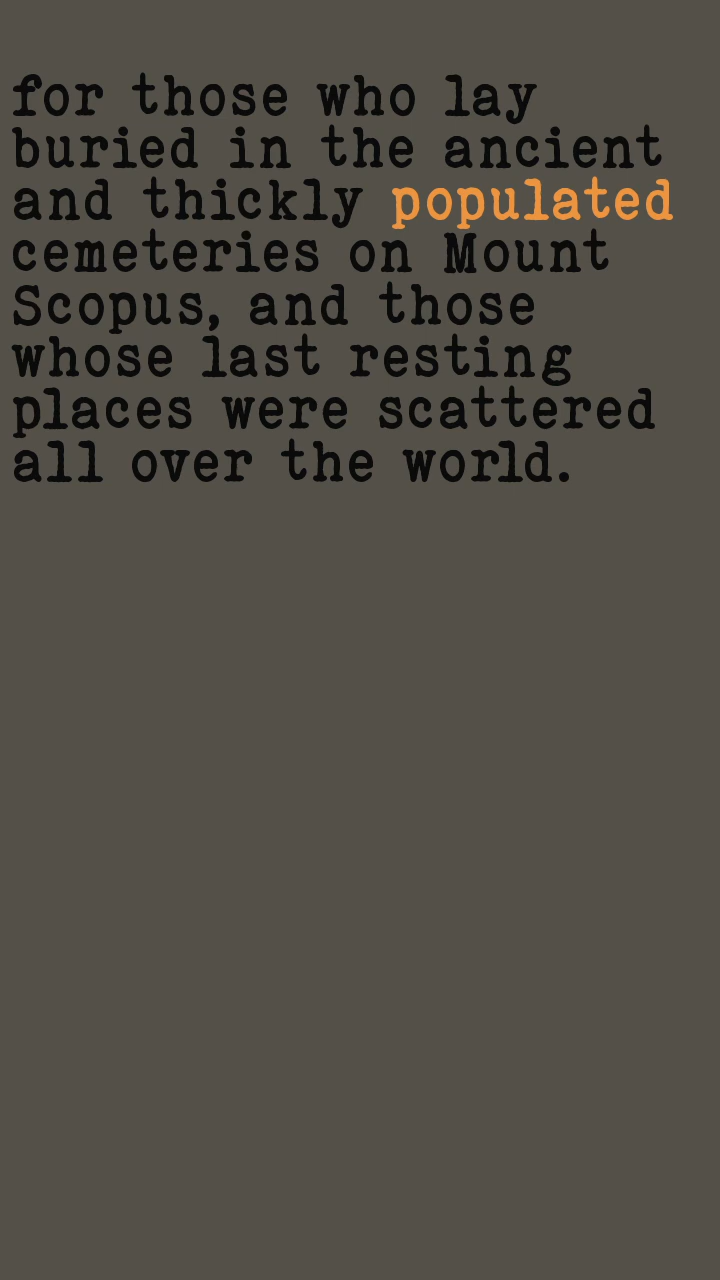 for those who lay
buried in the ancient
and thickly populated
cemeteries on Mount
Scopus, and those
whose last resting
places were scattered
all over the world.